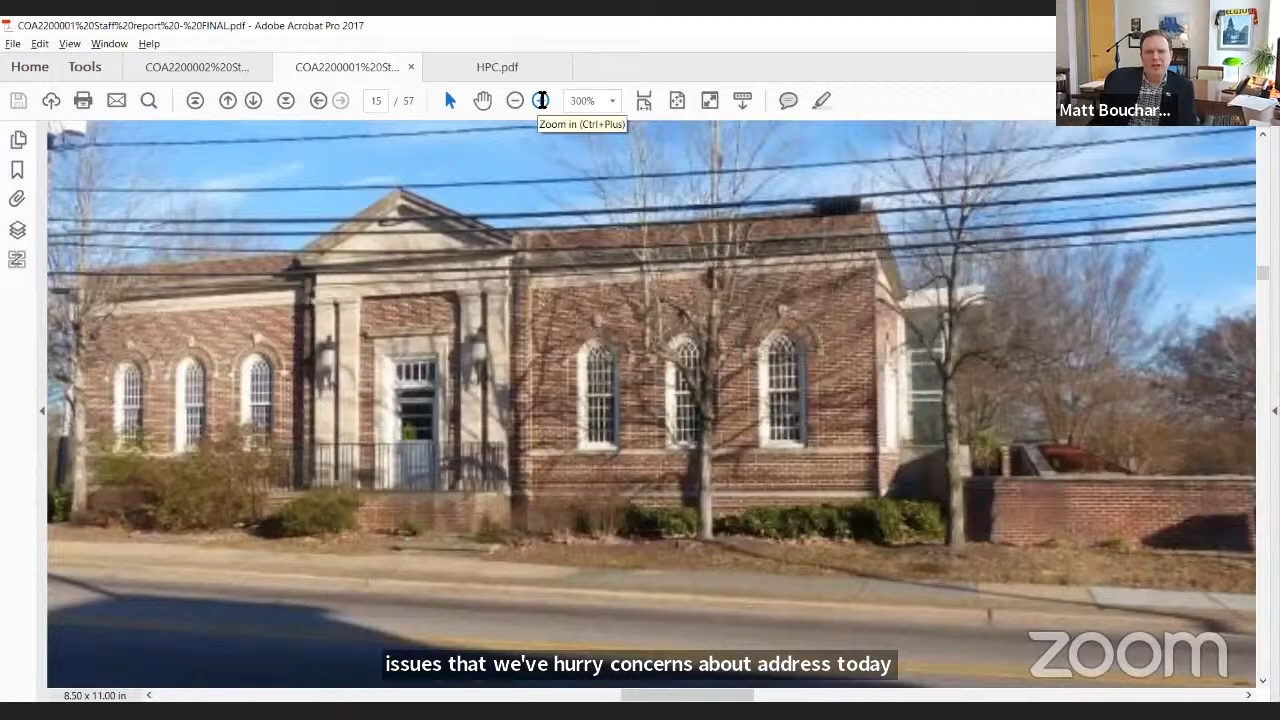 COA2200001%20Staff%20report%20-%20FINAL.pdf - Adobe Acrobat Pro 2017
File Edit View Window Help
Home Tools COA2200002%20St... COA2200001%20St... × HPC.pdf
15 / 57 300%
Zoom in (Ctrl+Plus)
Matt Bouchar...
issues that we've hurry concerns about address today
zoom
8.50 x 11.00 in